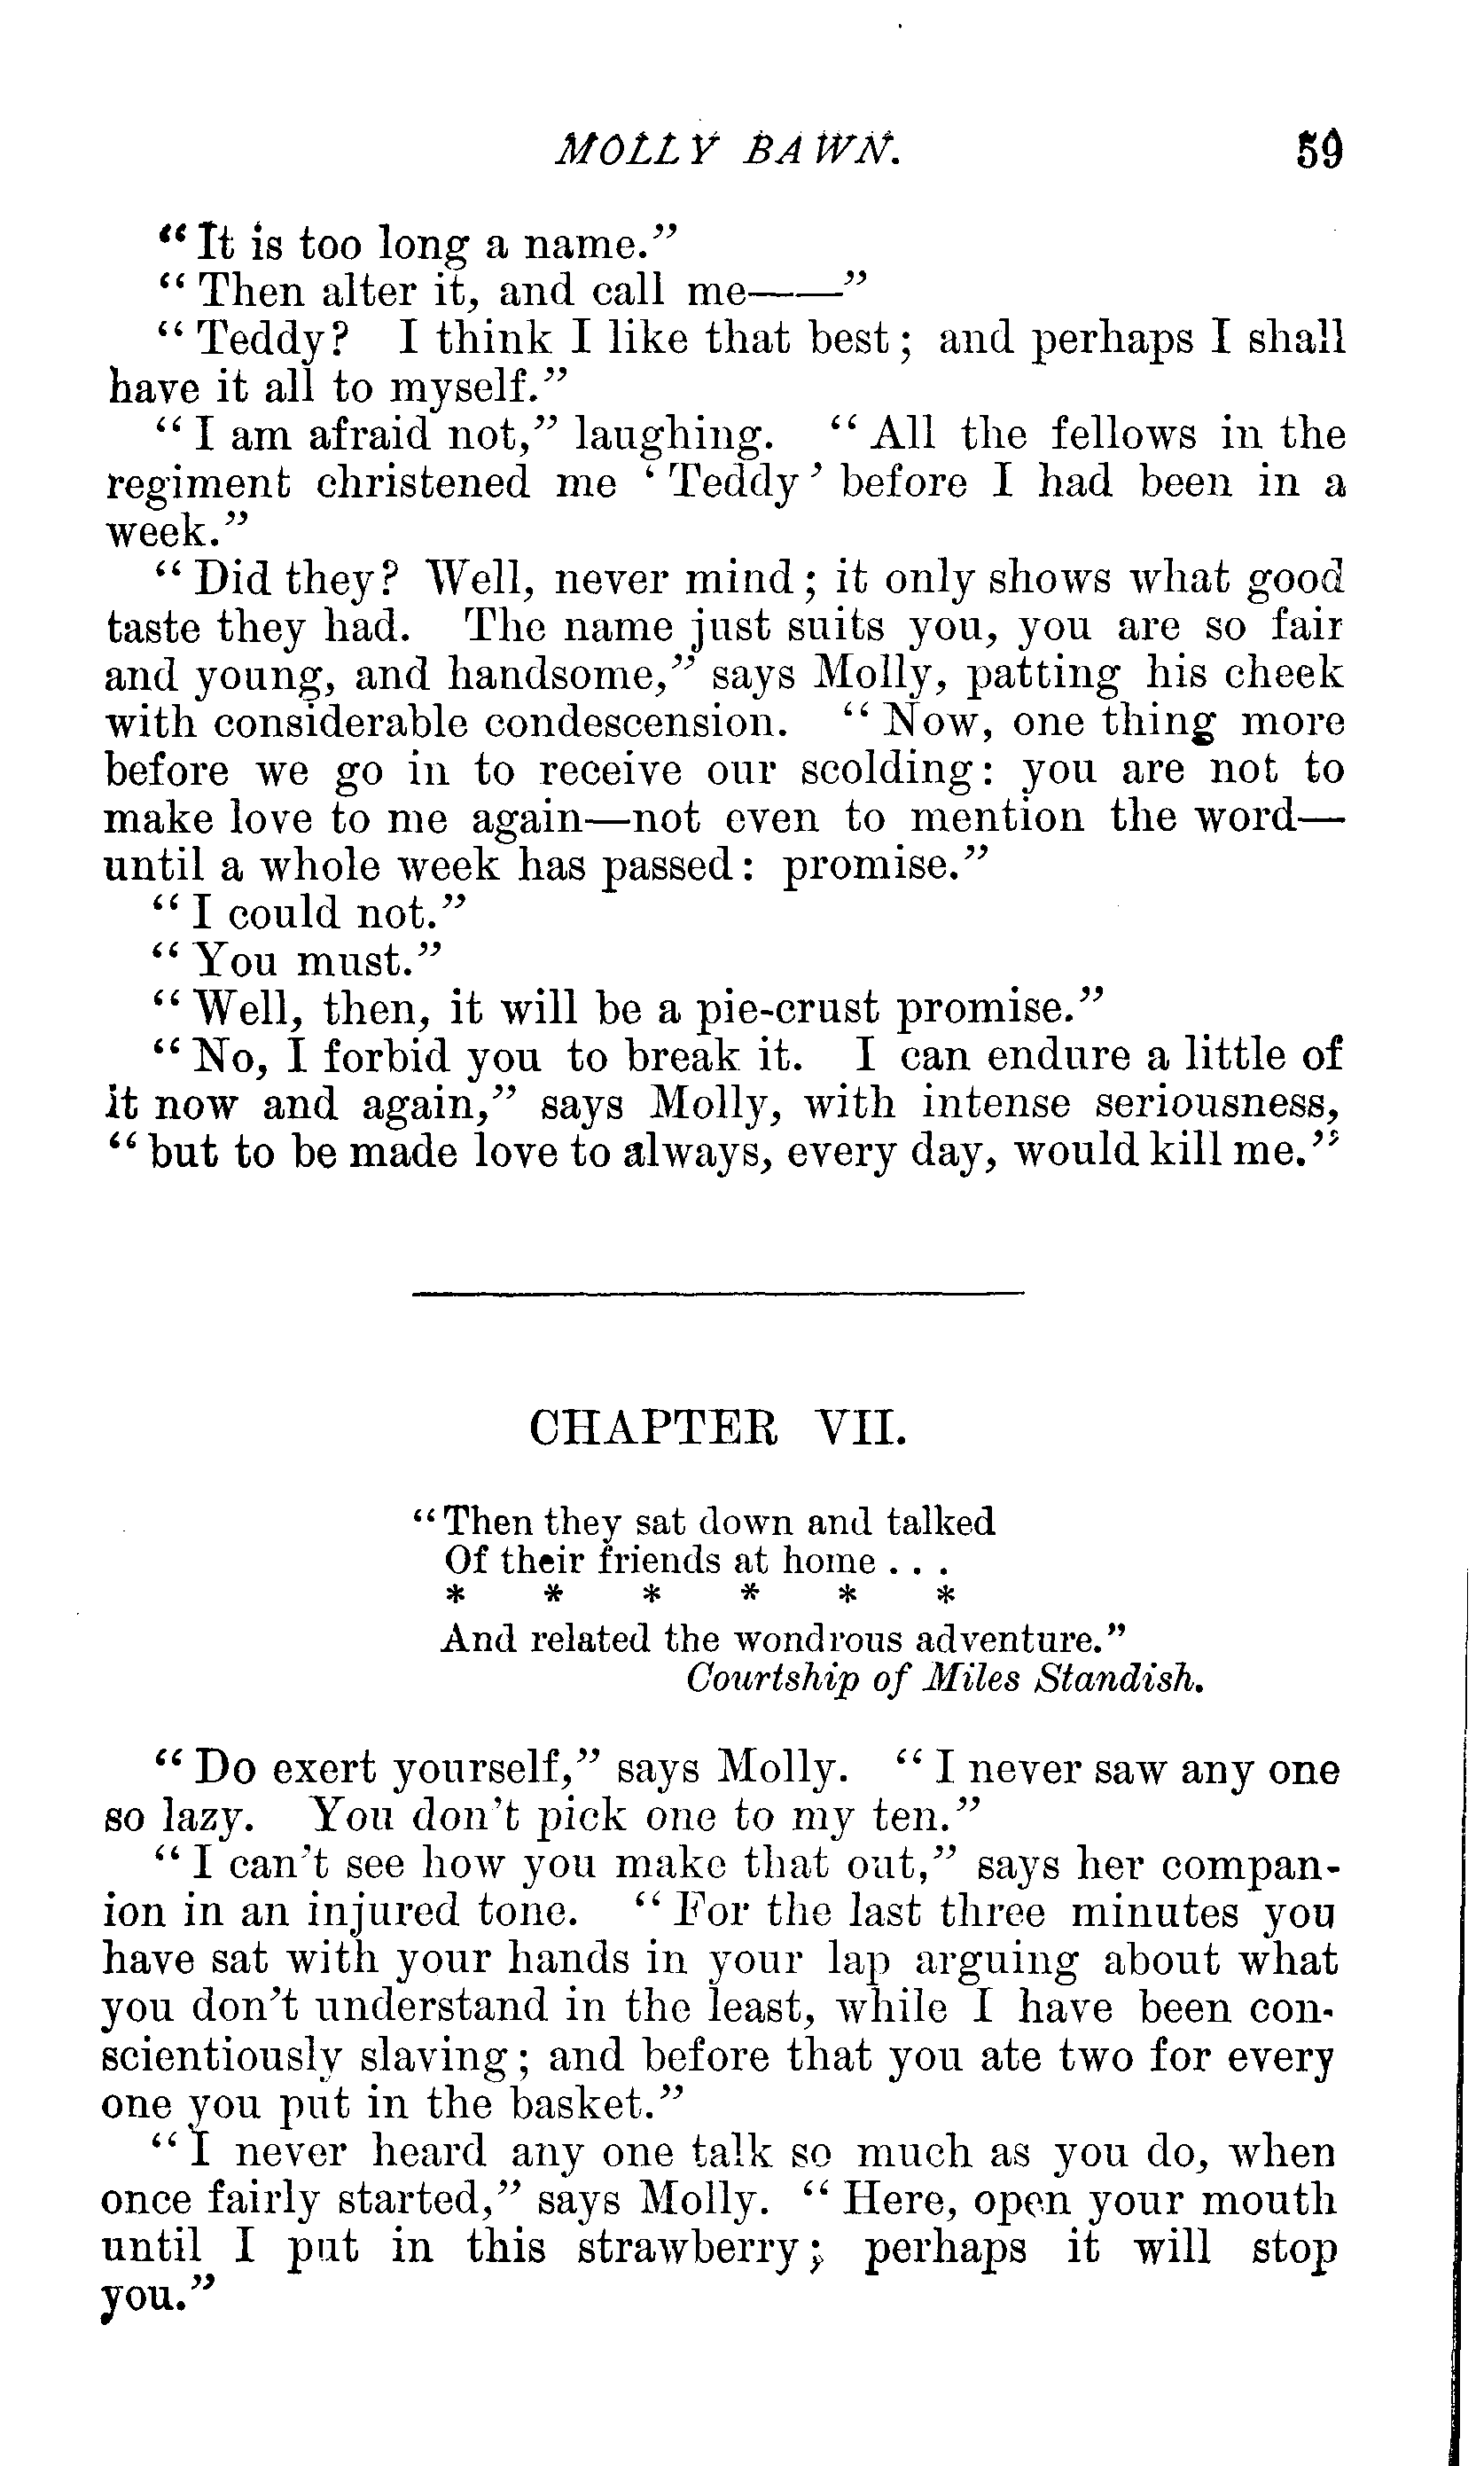 MOLLY BAWN. 59
"It is too long a name."
"Then alter it, and call me——"
"Teddy? I think I like that best; and perhaps I shall
have it all to myself."
"I am afraid not," laughing. "All the fellows in the
regiment christened me 'Teddy' before I had been in a
week."
"Did they? Well, never mind; it only shows what good
taste they had. The name just suits you, you are so fair
and young, and handsome," says Molly, patting his cheek
with considerable condescension. "Now, one thing more
before we go in to receive our scolding: you are not to
make love to me again—not even to mention the word—
until a whole week has passed: promise."
"I could not."
"You must."
"Well, then, it will be a pie-crust promise."
"No, I forbid you to break it. I can endure a little of
it now and again," says Molly, with intense seriousness,
"but to be made love to always, every day, would kill me."
CHAPTER VII.
"Then they sat down and talked
Of their friends at home . . .
* * * * * *
And related the wondrous adventure."
Courtship of Miles Standish.
"Do exert yourself," says Molly. "I never saw any one
so lazy. You don't pick one to my ten."
"I can't see how you make that out," says her compan-
ion in an injured tone. "For the last three minutes you
have sat with your hands in your lap arguing about what
you don't understand in the least, while I have been con-
scientiously slaving; and before that you ate two for every
one you put in the basket."
"I never heard any one talk so much as you do, when
once fairly started," says Molly. "Here, open your mouth
until I put in this strawberry; perhaps it will stop
you."